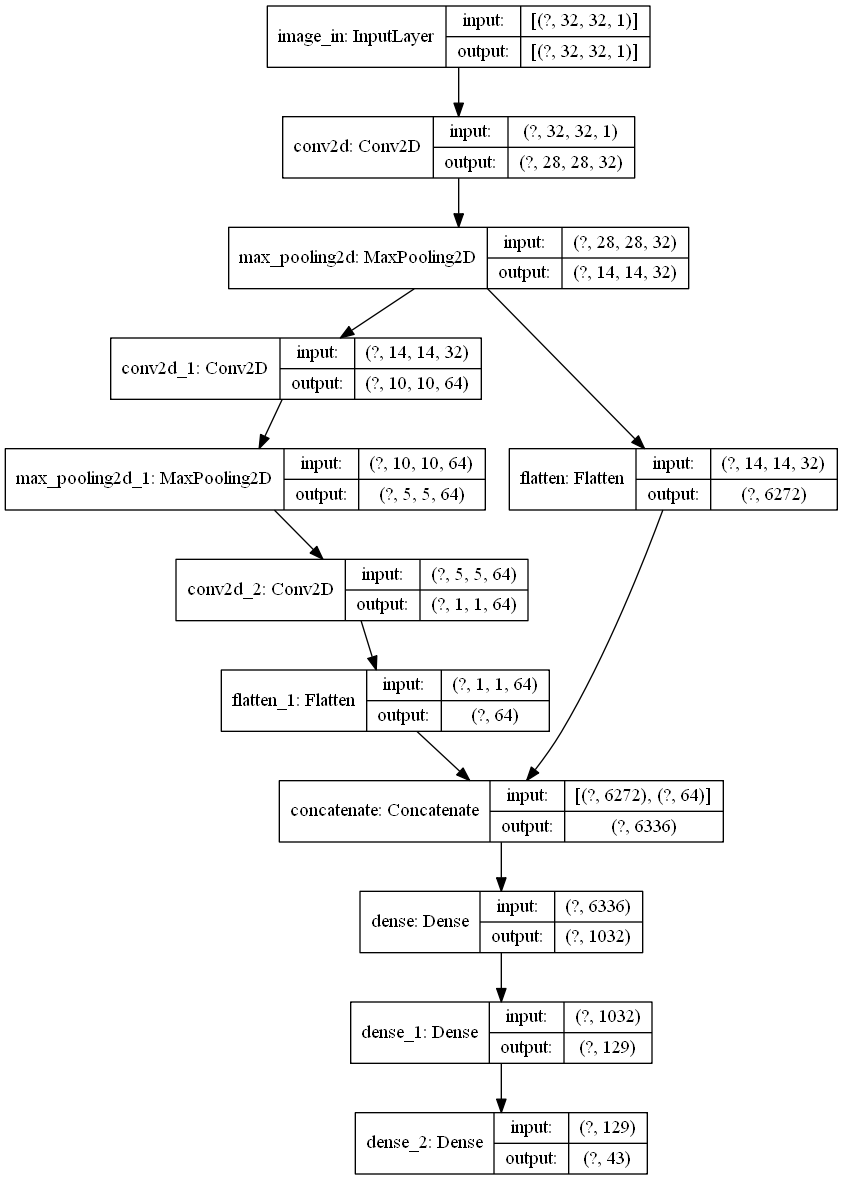 image_in: InputLayer
input:
[(?, 32, 32, 1)]
output:
[(?, 32, 32, 1)]
conv2d: Conv2D
input:
(?, 32, 32, 1)
output:
(?, 28, 28, 32)
max_pooling2d: MaxPooling2D
input:
(?, 28, 28, 32)
output:
(?, 14, 14, 32)
conv2d_1: Conv2D
input:
(?, 14, 14, 32)
output:
(?, 10, 10, 64)
max_pooling2d_1: MaxPooling2D
input:
(?, 10, 10, 64)
output:
(?, 5, 5, 64)
flatten: Flatten
input:
(?, 14, 14, 32)
output:
(?, 6272)
conv2d_2: Conv2D
input:
(?, 5, 5, 64)
output:
(?, 1, 1, 64)
flatten_1: Flatten
input:
(?, 1, 1, 64)
output:
(?, 64)
concatenate: Concatenate
input:
[(?, 6272), (?, 64)]
output:
(?, 6336)
dense: Dense
input:
(?, 6336)
output:
(?, 1032)
dense_1: Dense
input:
(?, 1032)
output:
(?, 129)
dense_2: Dense
input:
(?, 129)
output:
(?, 43)